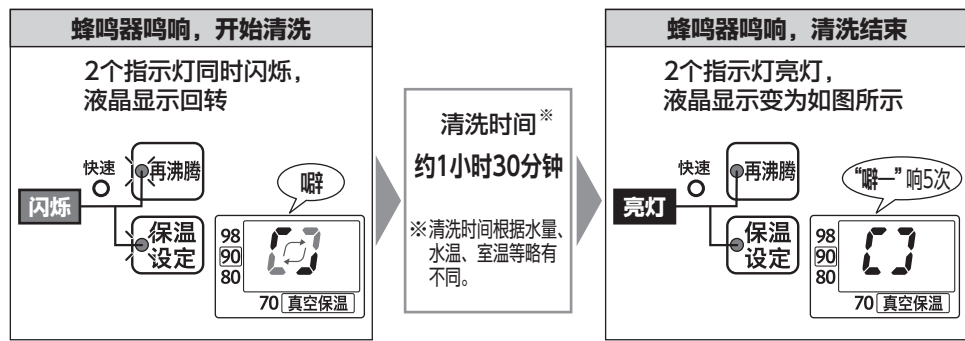 蜂鸣器鸣响，开始清洗
2个指示灯同时闪烁，
液晶显示回转
快速
再沸腾
闪烁
保温
设定
噼
98
90
80
70 真空保温
清洗时间※
约1小时30分钟
※清洗时间根据水量、
水温、室温等略有
不同。
蜂鸣器鸣响，清洗结束
2个指示灯亮灯，
液晶显示变为如图所示
快速
再沸腾
亮灯
保温
设定
“噼—”响5次
98
90
80
70 真空保温